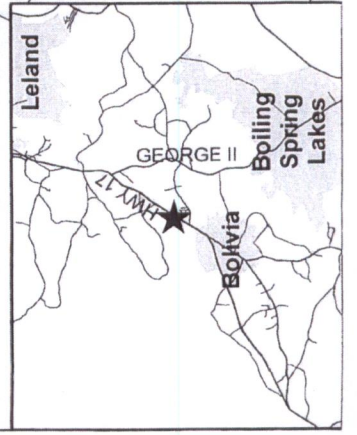 Leland
GEORGE II
Boiling
Spring
Lakes
HWY 17
Bolivia